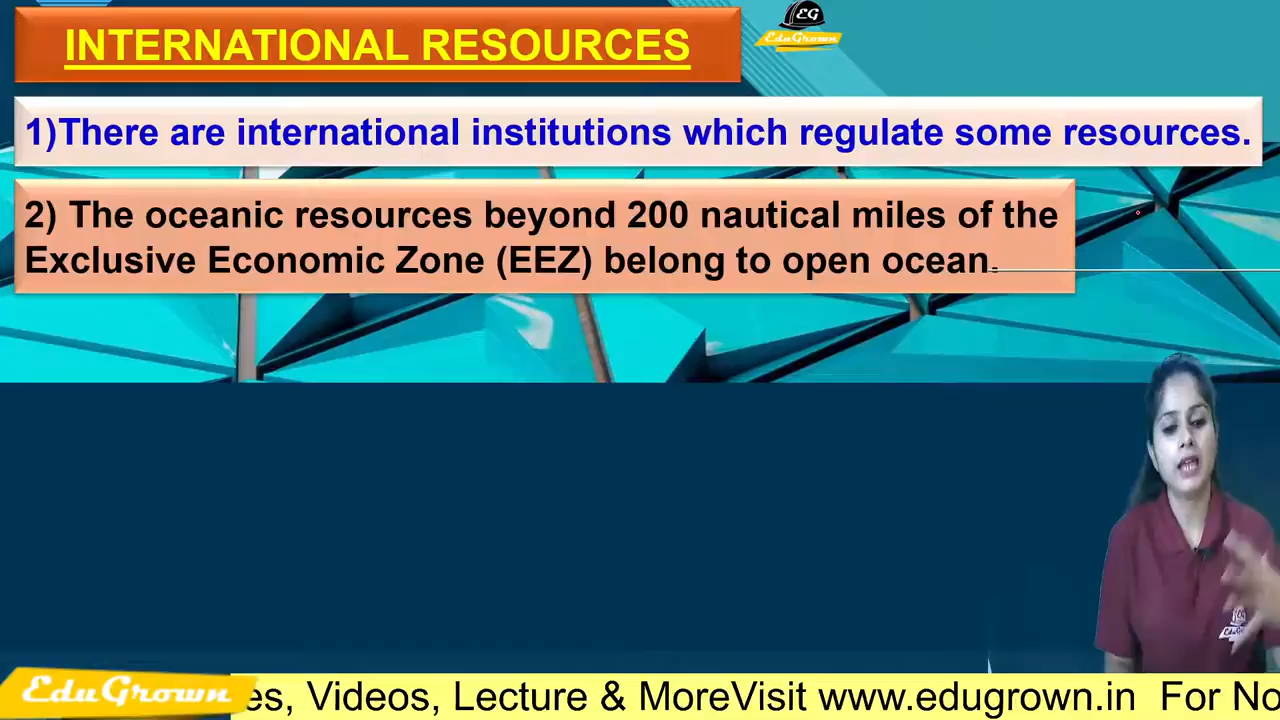 INTERNATIONAL RESOURCES
EG
EduGrown
1)There are international institutions which regulate some resources.
2) The oceanic resources beyond 200 nautical miles of the
Exclusive Economic Zone (EEZ) belong to open ocean.
EduGrown
es, Videos, Lecture & MoreVisit www.edugrown.in For No